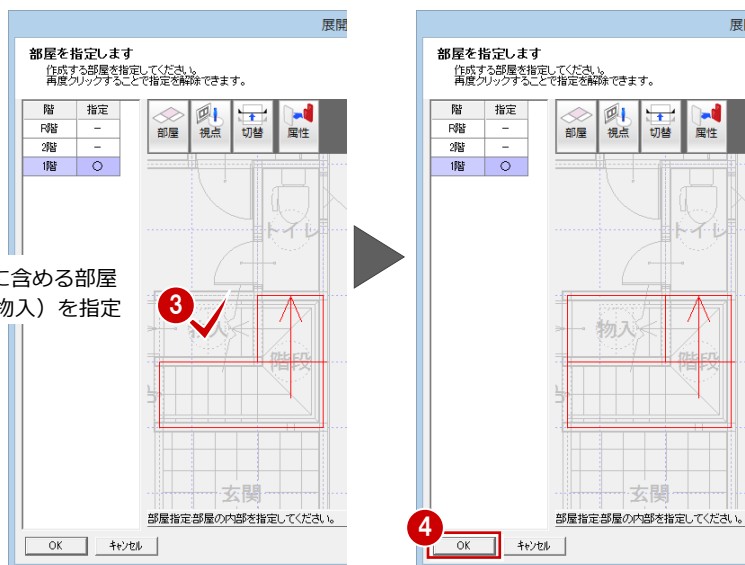 展開
部屋を指定します
作成する部屋を指定してください。
再度クリックすることで指定を解除できます。
階 指定
R階 －
2階 －
1階 ○
部屋 視点 切替 属性
トイレ
に含める部屋
物入）を指定
3
物入
階段
玄関
部屋指定:部屋の内部を指定してください。
OK キャンセル
展
部屋を指定します
作成する部屋を指定してください。
再度クリックすることで指定を解除できます。
階 指定
R階 －
2階 －
1階 ○
部屋 視点 切替 属性
トイレ
物入
階段
玄関
部屋指定:部屋の内部を指定してください。
4
OK キャンセル